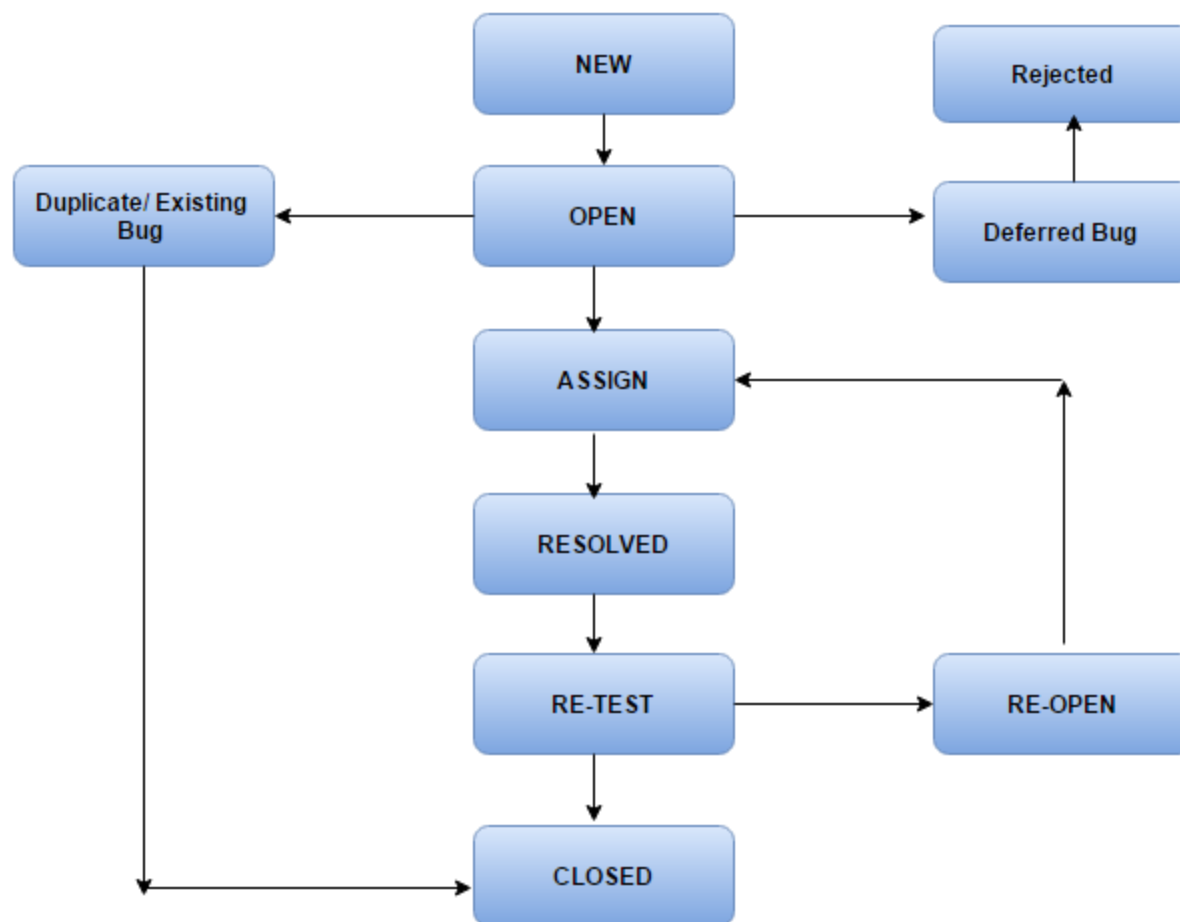 NEW
Rejected
Duplicate/ Existing
Bug
OPEN
Deferred Bug
ASSIGN
RESOLVED
RE-TEST
RE-OPEN
CLOSED